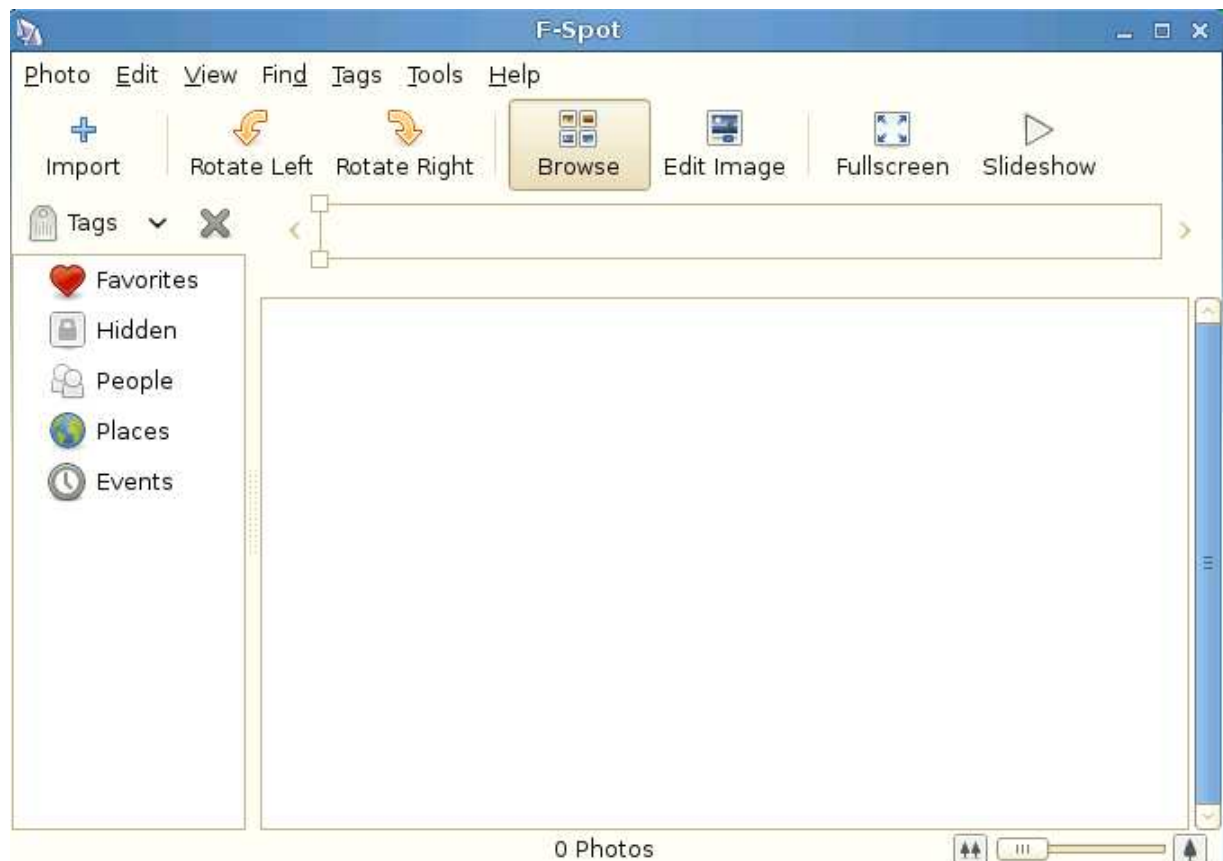 F-Spot
Photo Edit View Find Tags Tools Help
Import Rotate Left Rotate Right Browse Edit Image Fullscreen Slideshow
Tags
Favorites
Hidden
People
Places
Events
0 Photos